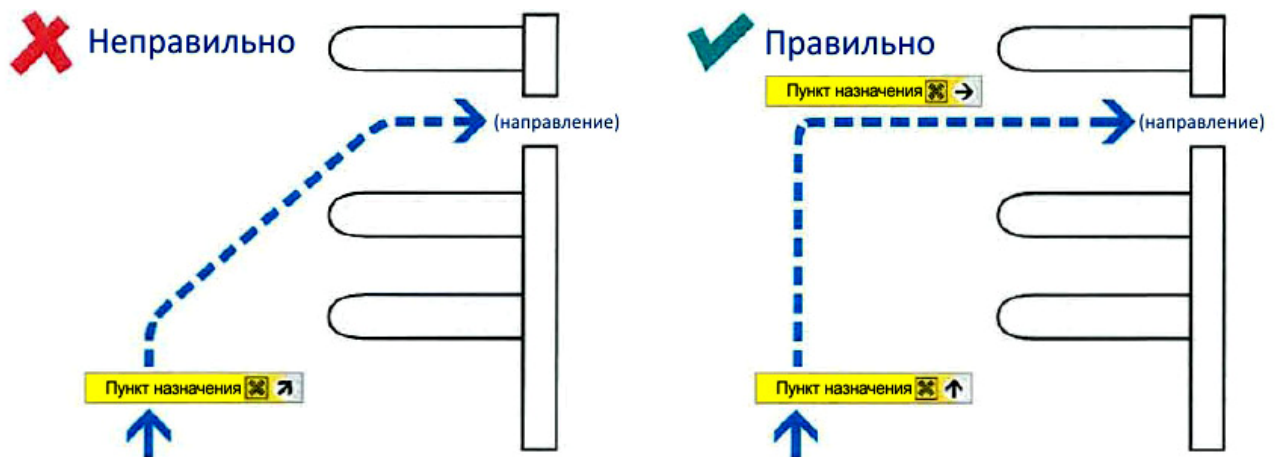 Неправильно
(направление)
Пункт назначения
Правильно
Пункт назначения
(направление)
Пункт назначения